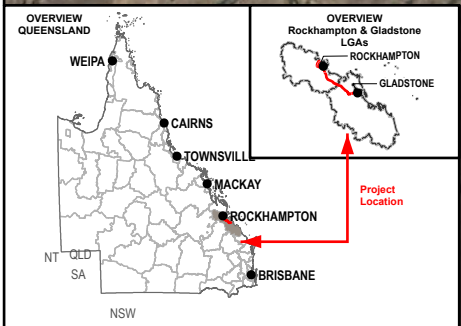 OVERVIEW
QUEENSLAND
WEIPA
CAIRNS
TOWNSVILLE
MACKAY
ROCKHAMPTON
BRISBANE
NT
QLD
SA
NSW
OVERVIEW
Rockhampton & Gladstone
LGAs
ROCKHAMPTON
GLADSTONE
Project
Location